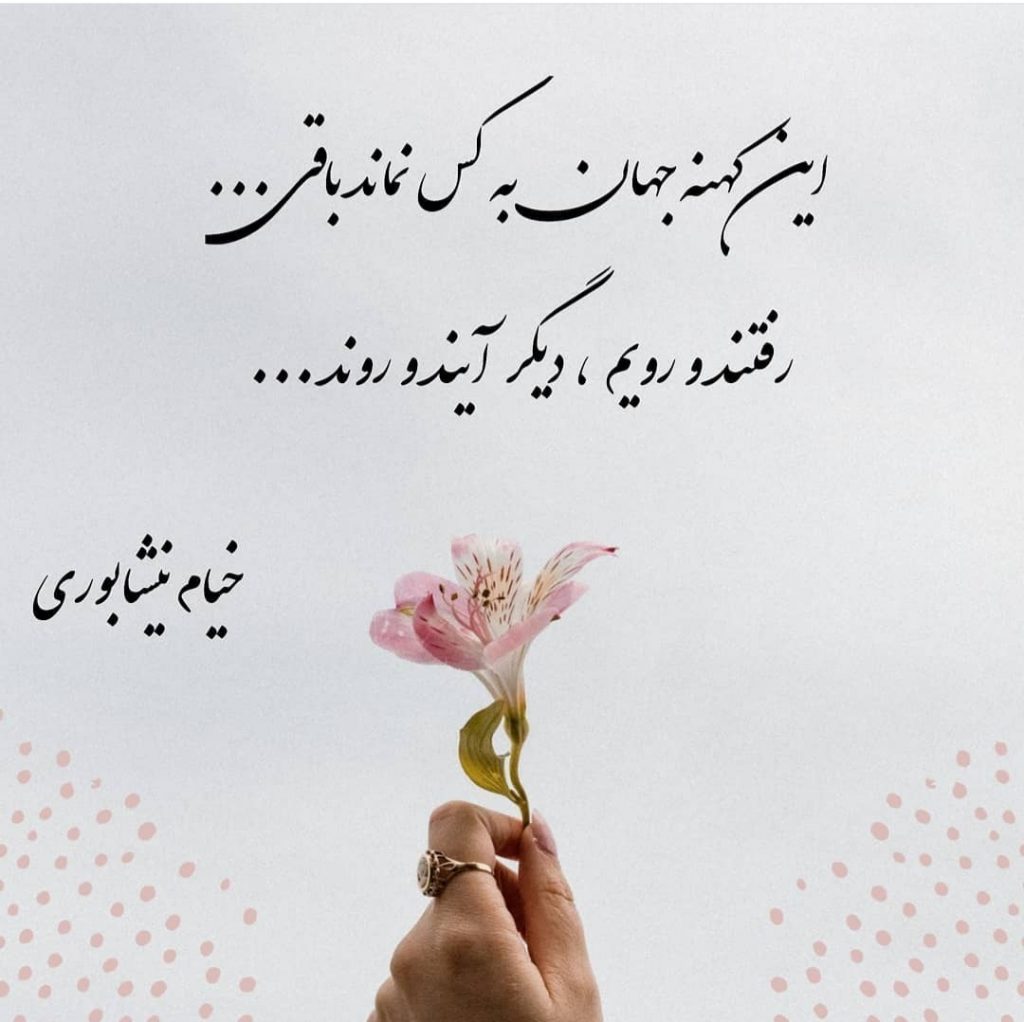 این کهنه جهان به کس نماند باقی...
رفتند و رویم ، دیگر آیند و روند...
خیام نیشابوری